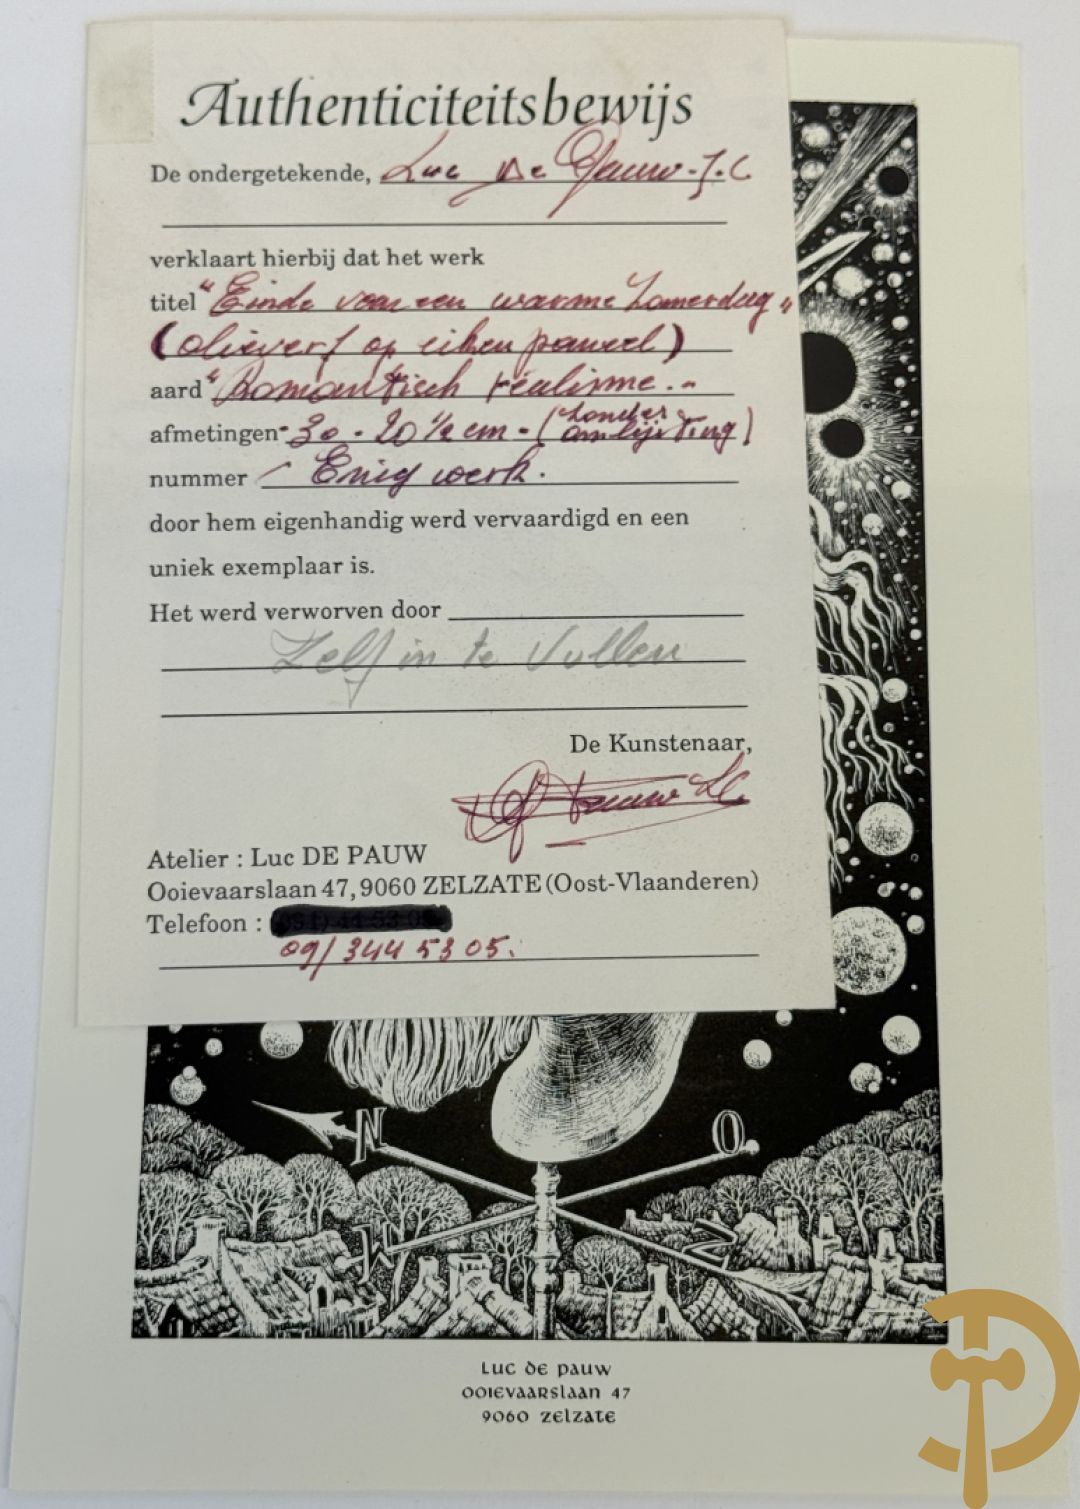 Authenticiteitsbewijs
De ondergetekende, Luc De Pauw - J.C
verklaart hierbij dat het werk
titel "Einde van een warme Zomerdag"
(olieverf op eiken paneel)
aard "Romantisch realisme.-
afmetingen - 30 - 20 ½ cm - (zonder omlijsting)
nummer Enig werk.
door hem eigenhandig werd vervaardigd en een
uniek exemplaar is.
Het werd verworven door
Zelf in te vullen
De Kunstenaar,
Atelier : Luc DE PAUW
Ooievaarslaan 47, 9060 ZELZATE (Oost-Vlaanderen)
Telefoon :
09/344 53 05.
N O
W Z
Luc de pauw
ooievaarslaan 47
9060 zelzate